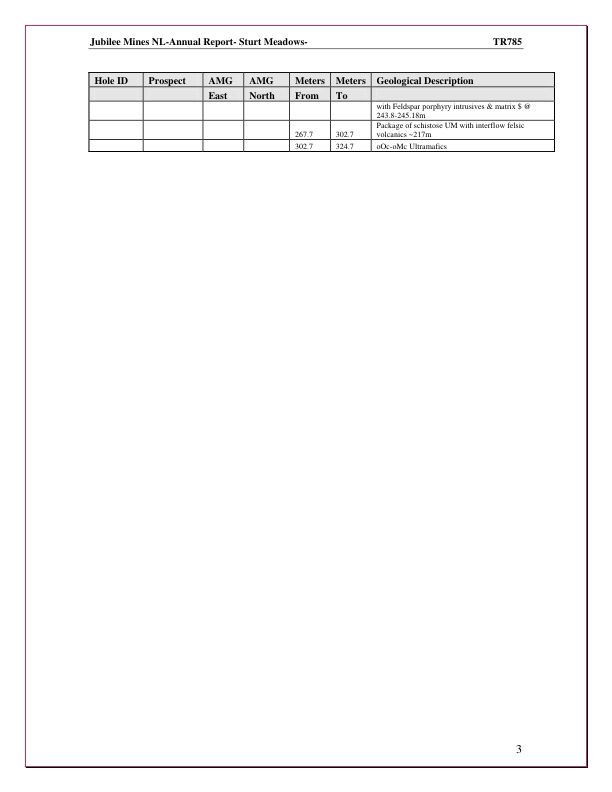 Jubilee Mines NL-Annual Report- Sturt Meadows- TR785
Hole ID Prospect AMG AMG Meters Meters Geological Description
East North From To
with Feldspar porphyry intrusives & matrix $ @
243.8-245.18m
Package of schistose UM with interflow felsic
267.7 302.7 volcanics ~217m
302.7 324.7 oOc-oMc Ultramafics
3